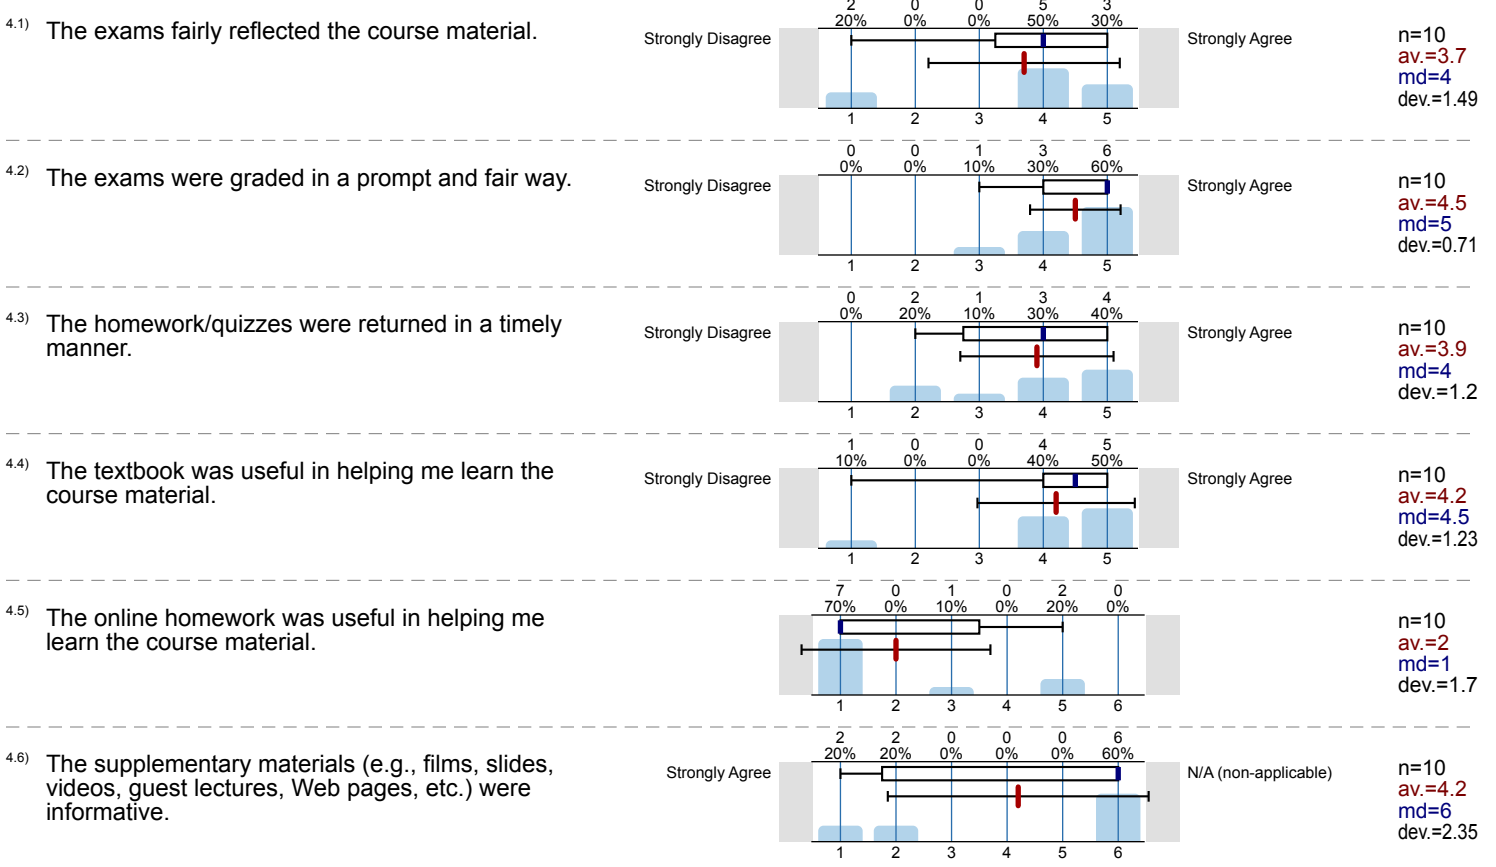 2 0 0 5 3
20% 0% 0% 50% 30%
4.1) The exams fairly reflected the course material.
Strongly Disagree
Strongly Agree
n=10
av.=3.7
md=4
dev.=1.49
1 2 3 4 5
0 0 1 3 6
0% 0% 10% 30% 60%
4.2) The exams were graded in a prompt and fair way.
Strongly Disagree
Strongly Agree
n=10
av.=4.5
md=5
dev.=0.71
1 2 3 4 5
0 2 1 3 4
0% 20% 10% 30% 40%
4.3) The homework/quizzes were returned in a timely
manner.
Strongly Disagree
Strongly Agree
n=10
av.=3.9
md=4
dev.=1.2
1 2 3 4 5
1 0 0 4 5
10% 0% 0% 40% 50%
4.4) The textbook was useful in helping me learn the
course material.
Strongly Disagree
Strongly Agree
n=10
av.=4.2
md=4.5
dev.=1.23
1 2 3 4 5
7 0 1 0 2 0
70% 0% 10% 0% 20% 0%
4.5) The online homework was useful in helping me
learn the course material.
n=10
av.=2
md=1
dev.=1.7
1 2 3 4 5 6
2 2 0 0 0 6
20% 20% 0% 0% 0% 60%
4.6) The supplementary materials (e.g., films, slides,
videos, guest lectures, Web pages, etc.) were
informative.
Strongly Agree
N/A (non-applicable)
n=10
av.=4.2
md=6
dev.=2.35
1 2 3 4 5 6